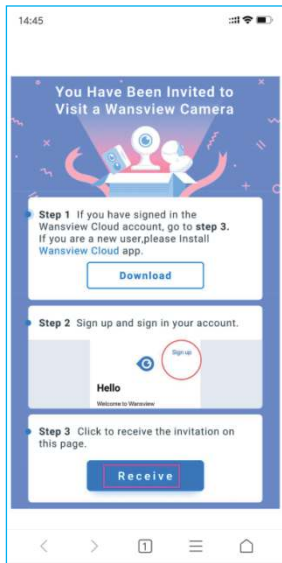 14:45
You Have Been Invited to
Visit a Wansview Camera
Step 1 If you have signed in the
Wansview Cloud account, go to step 3.
If you are a new user,please Install
Wansview Cloud app.
Download
Step 2 Sign up and sign in your account.
Sign up
Hello
Welcome to Wansview
Step 3 Click to receive the invitation on
this page.
Receive
1